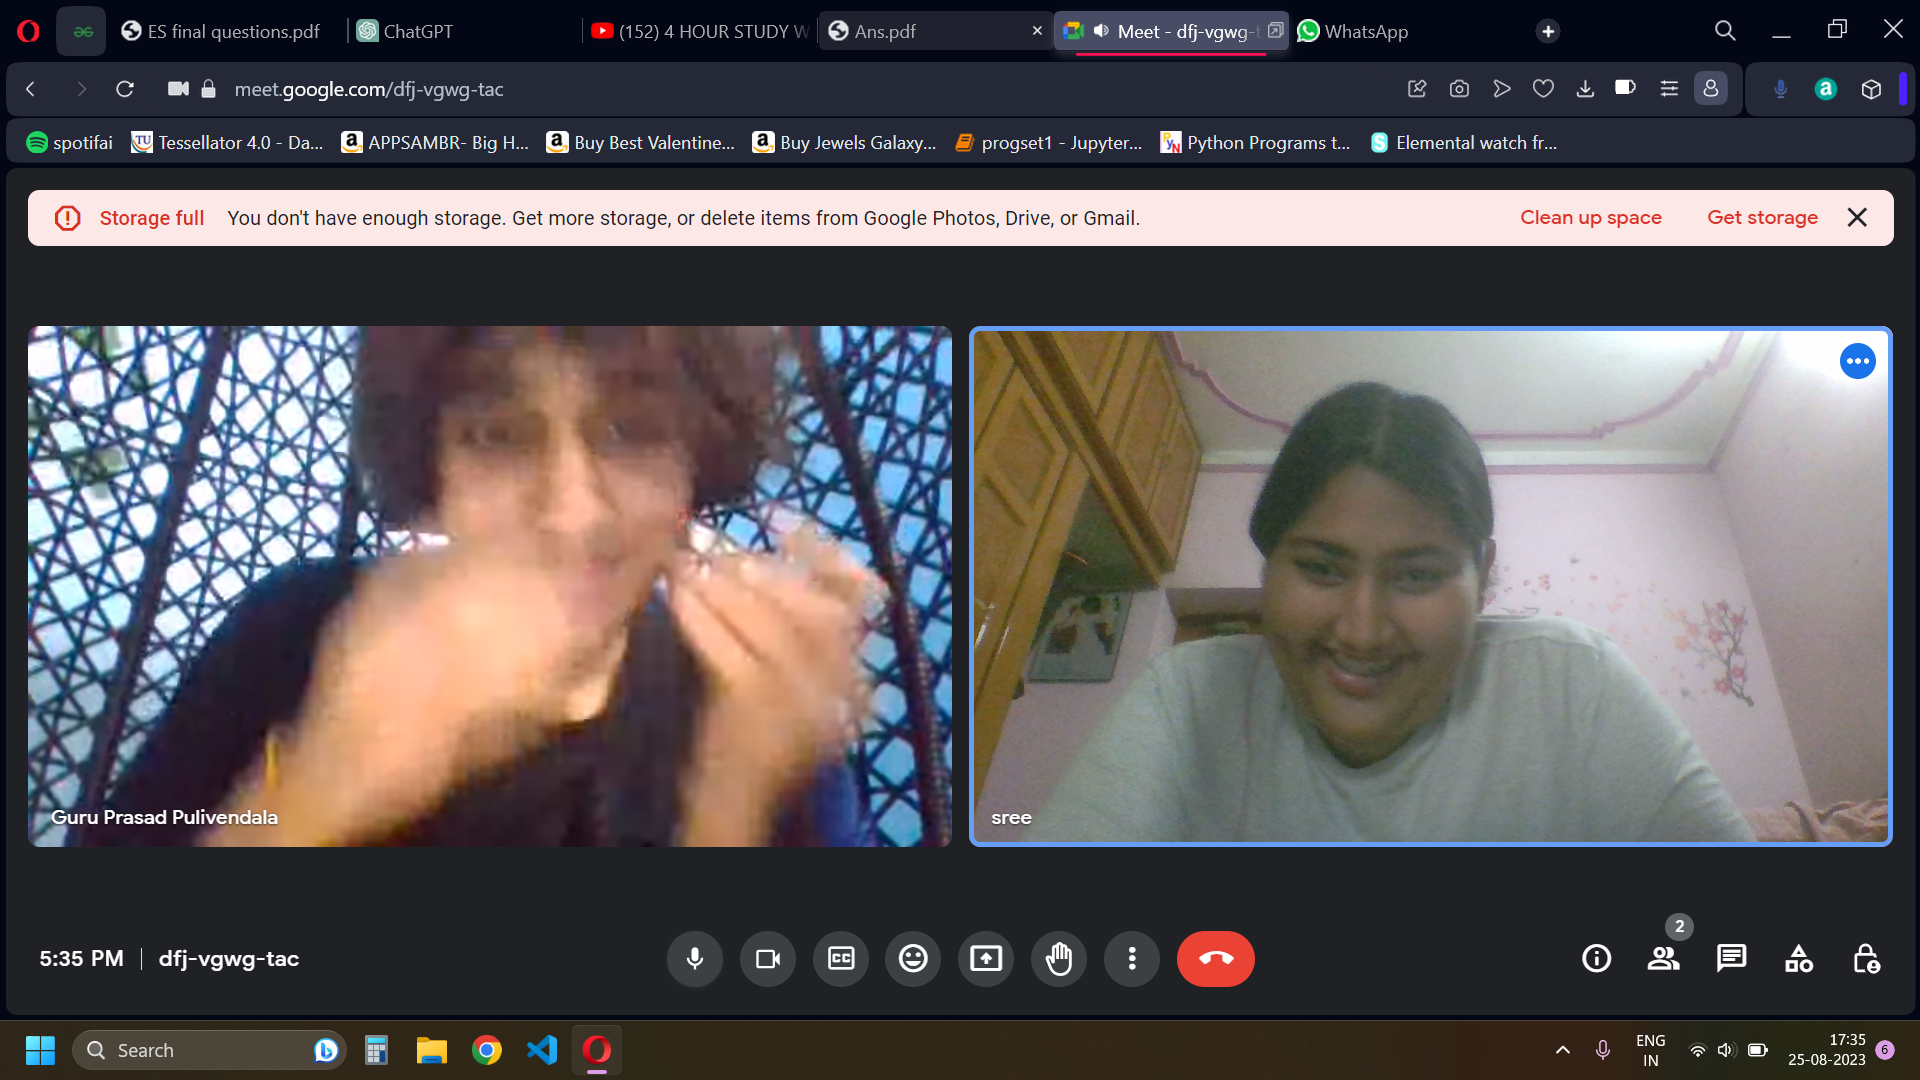 ES final questions.pdf
ChatGPT
(152) 4 HOUR STUDY W
Ans.pdf
Meet - dfj-vgwg-t
WhatsApp
meet.google.com/dfj-vgwg-tac
spotifai
Tessellator 4.0 - Da...
APPSAMBR- Big H...
Buy Best Valentine...
Buy Jewels Galaxy...
progset1 - Jupyter...
Python Programs t...
Elemental watch fr...
Storage full
You don't have enough storage. Get more storage, or delete items from Google Photos, Drive, or Gmail.
Clean up space
Get storage
Guru Prasad Pulivendala
sree
5:35 PM | dfj-vgwg-tac
CC
2
Search
ENG
IN
17:35
25-08-2023
6